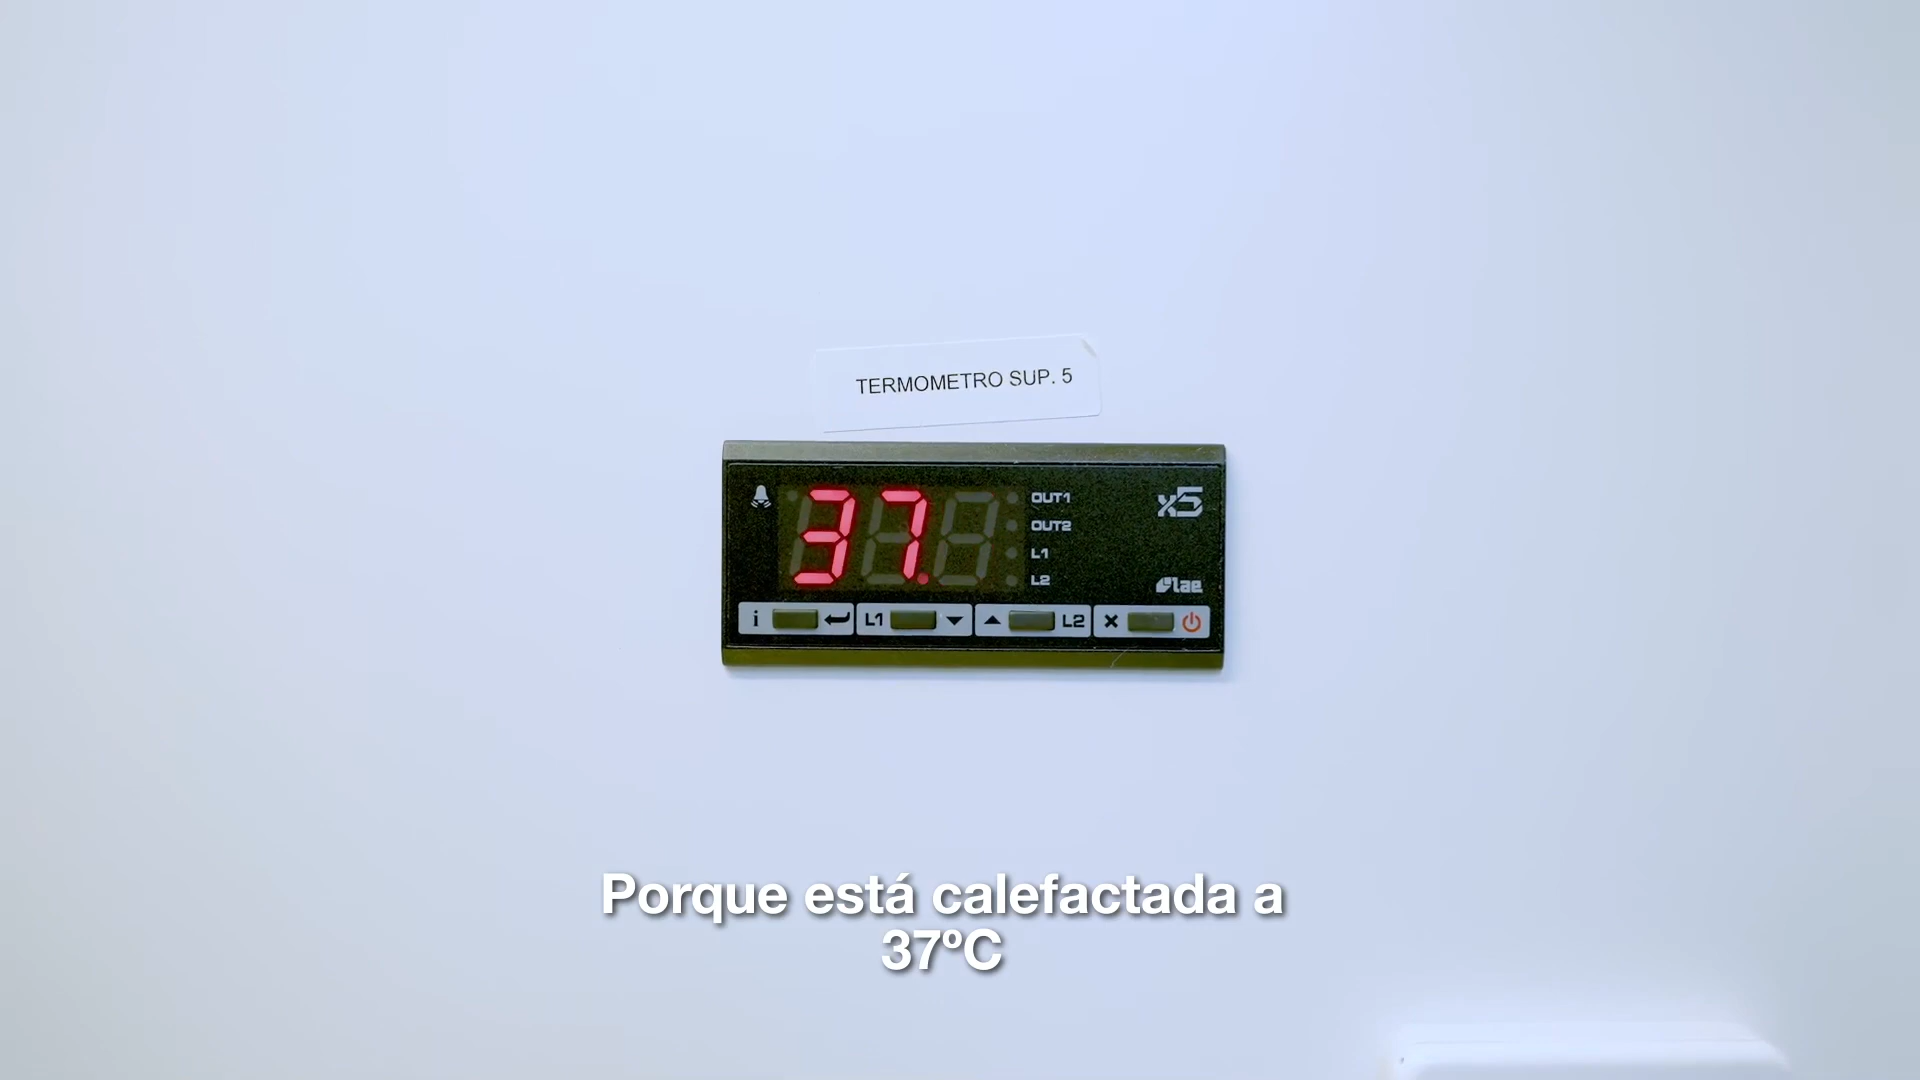 TERMOMETRO SUP. 5
37.
OUT1
OUT2
L1
L2
x5
lae
i L1 L2
Porque está calefactada a
37ºC